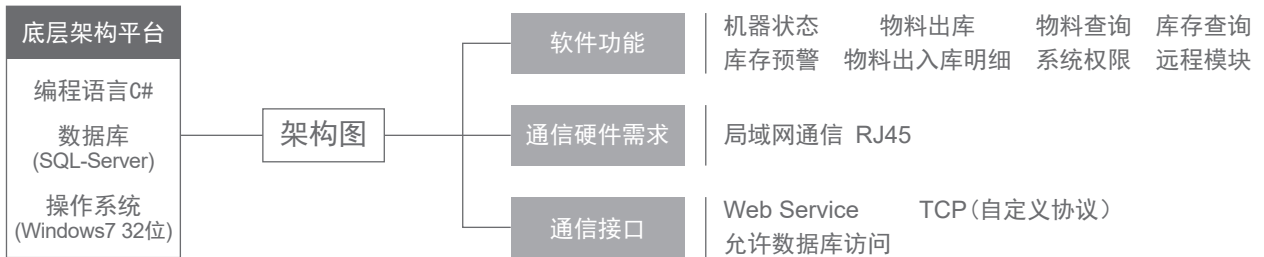 底层架构平台
编程语言C#
数据库
(SQL-Server)
操作系统
(Windows7 32位)
架构图
软件功能
机器状态 物料出库 物料查询 库存查询
库存预警 物料出入库明细 系统权限 远程模块
通信硬件需求
局域网通信 RJ45
通信接口
Web Service TCP(自定义协议)
允许数据库访问